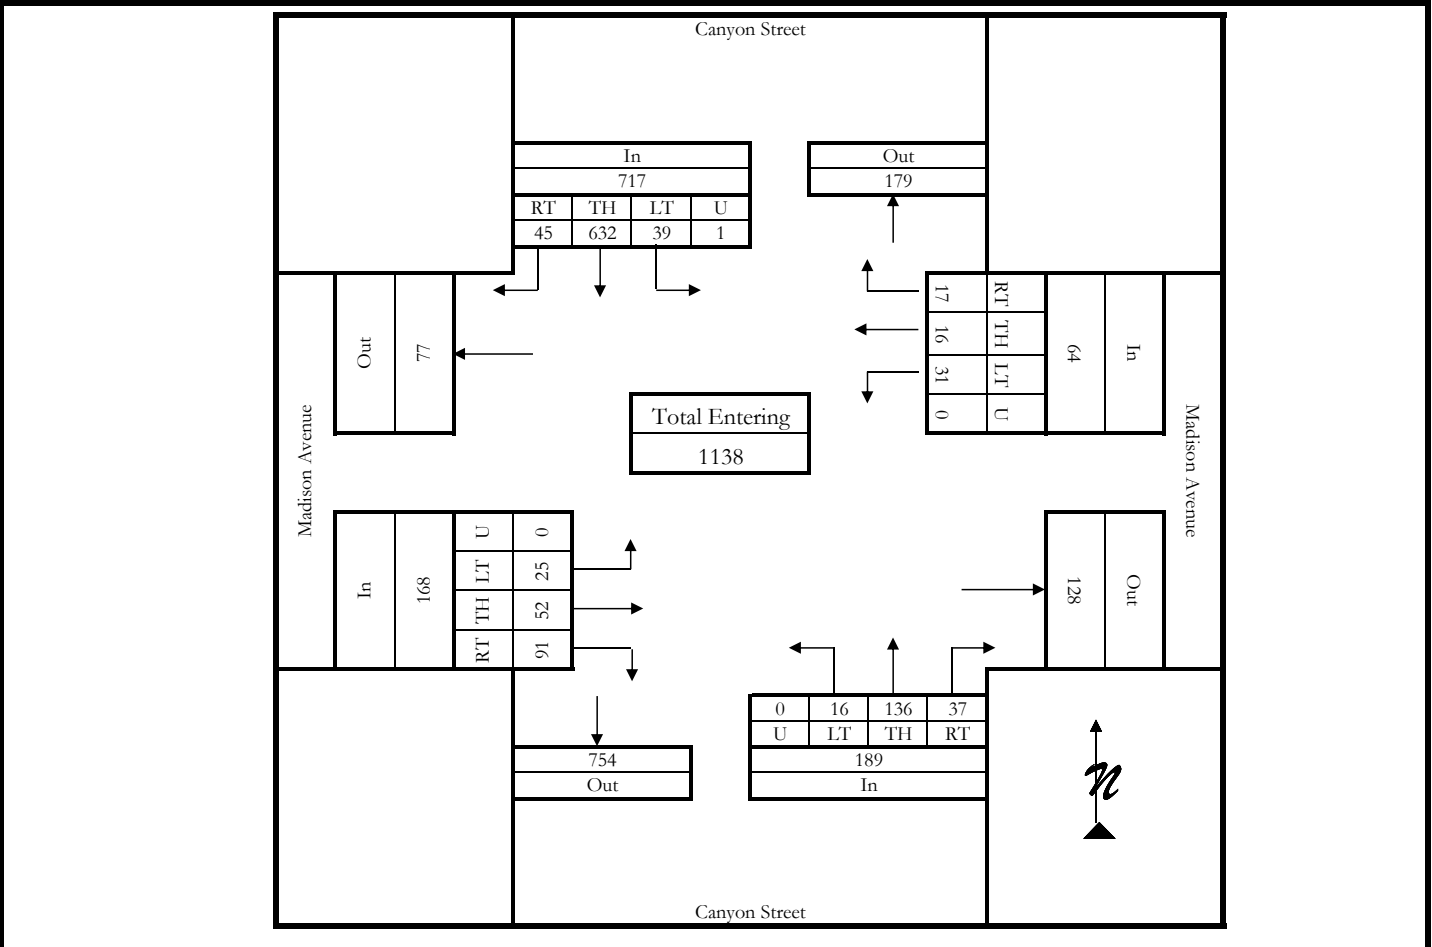 Canyon Street
In
717
RT TH LT U
45 632 39 1
Out
179
Out
77
Madison Avenue
17 RT
16 TH
31 LT
0 U
64
In
Madison Avenue
Total Entering
1138
In
168
U 0
LT 25
TH 52
RT 91
128
Out
0 16 136 37
U LT TH RT
189
In
754
Out
N
Canyon Street